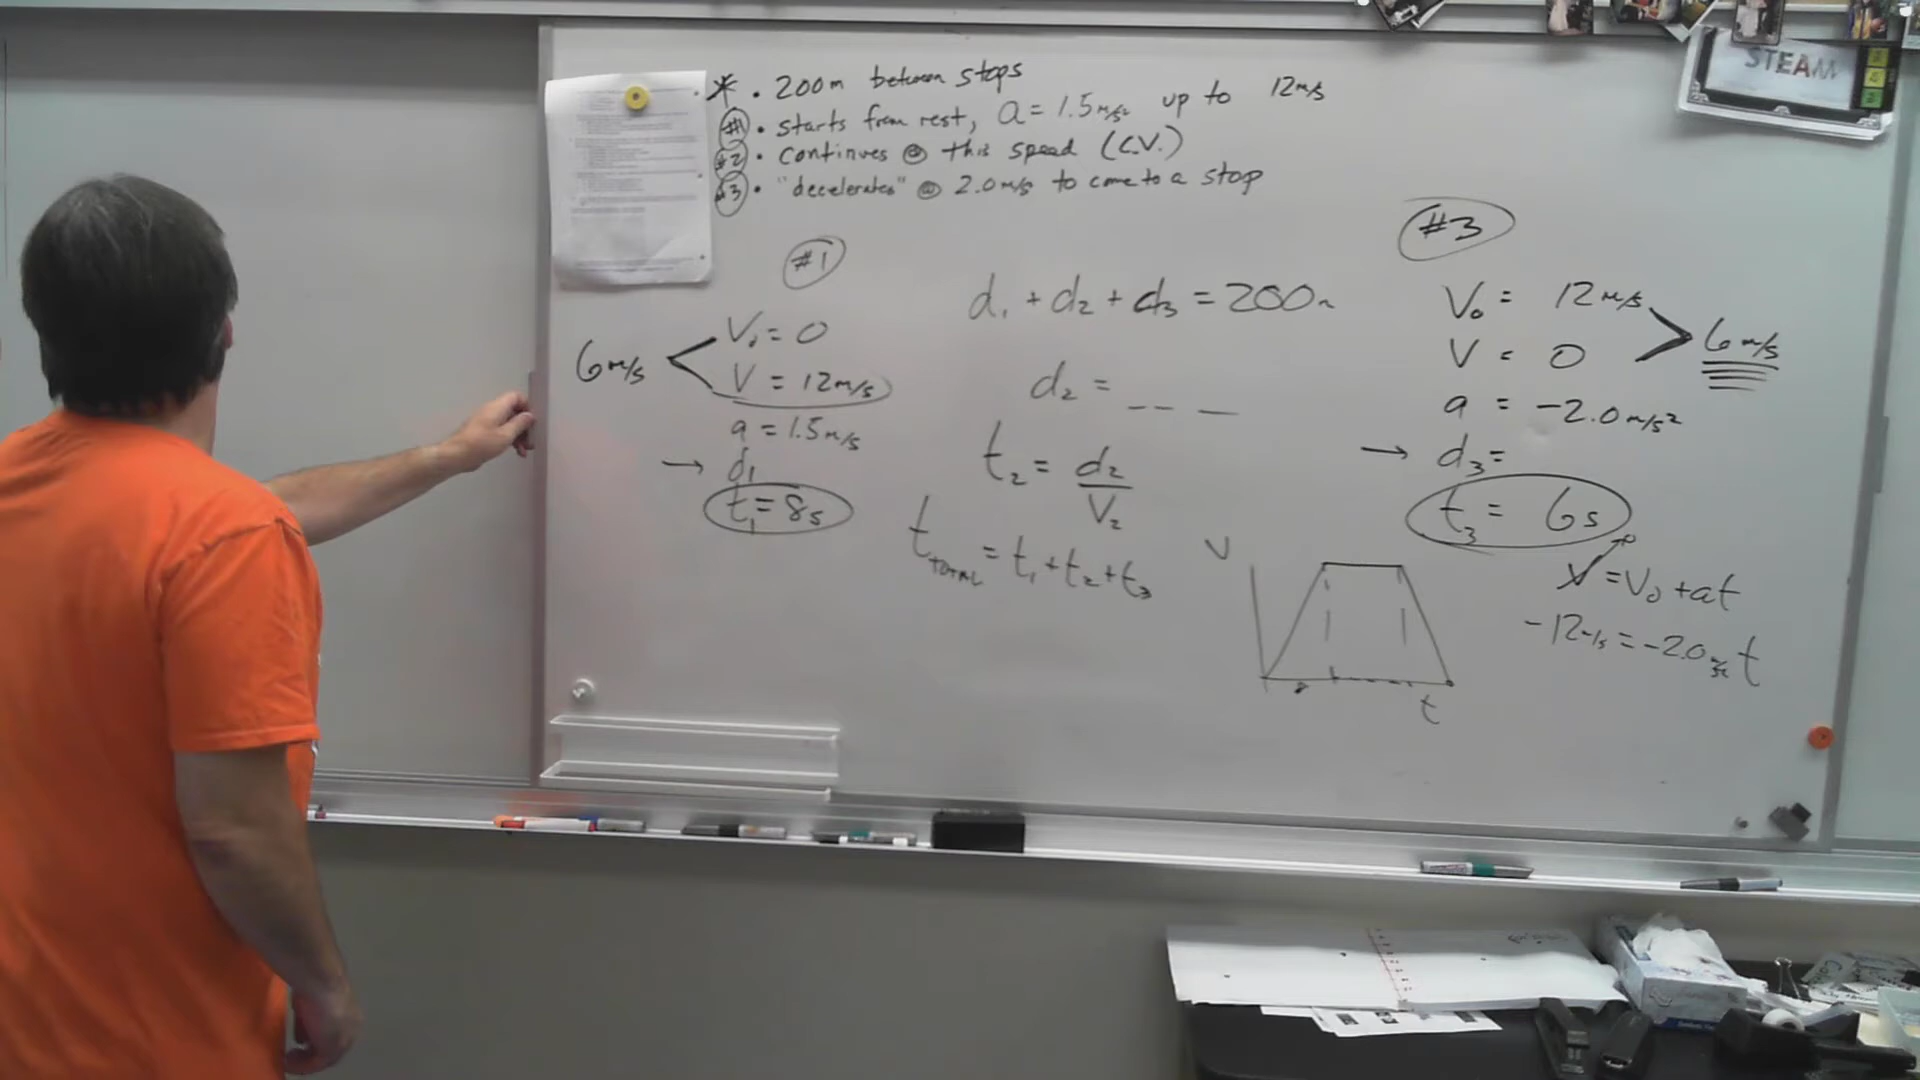 * . 200m between stops
#1 . starts from rest, a = 1.5 m/s² up to 12 m/s
#2 . continues @ this speed (C.V.)
#3 . "decelerates" @ 2.0 m/s to come to a stop
STEAM
#1
6 m/s
V₀ = 0
V = 12 m/s
a = 1.5 m/s
→ d₁
t₁ = 8s
d₁ + d₂ + d₃ = 200m
d₂ = -- —
t₂ = d₂/V₂
t total = t₁ + t₂ + t₃
V
t
#3
V₀ = 12 m/s
V = 0
6 m/s
a = -2.0 m/s²
→ d₃ =
t₃ = 6s
V = V₀ + at
-12 m/s = -2.0 m/s² t